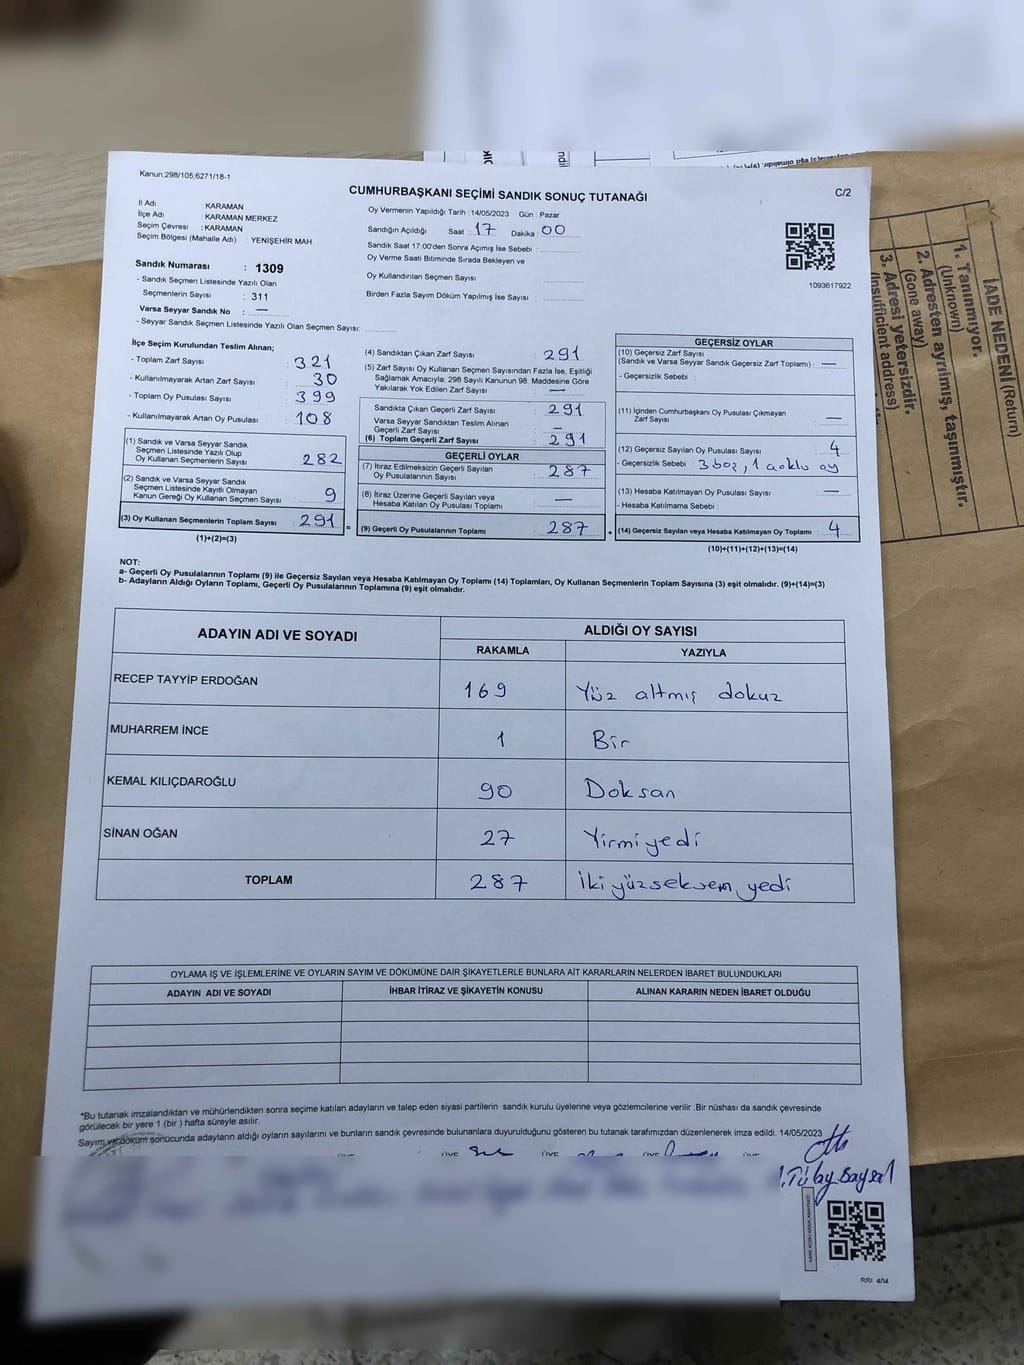 Kanun;298/105,6271/18-1
CUMHURBAŞKANI SEÇİMİ SANDIK SONUÇ TUTANAĞI
C/2
İl Adı : KARAMAN
İlçe Adı : KARAMAN MERKEZ
Seçim Çevresi : KARAMAN
Seçim Bölgesi (Mahalle Adı) : YENİŞEHİR MAH
Sandık Numarası : 1309
- Sandık Seçmen Listesinde Yazılı Olan
Seçmenlerin Sayısı : 311
Varsa Seyyar Sandık No : —
- Seyyar Sandık Seçmen Listesinde Yazılı Olan Seçmen Sayısı:
Oy Vermenin Yapıldığı Tarih : 14/05/2023 Gün : Pazar
Sandığın Açıldığı Saat : 17 Dakika : 00
Sandık Saat 17:00'den Sonra Açılmış İse Sebebi :
Oy Verme Saati Bitiminde Sırada Bekleyen ve
Oy Kullandırılan Seçmen Sayısı :
Birden Fazla Sayım Döküm Yapılmış İse Sayısı :
1093617922
İlçe Seçim Kurulundan Teslim Alınan;
- Toplam Zarf Sayısı : 321
- Kullanılmayarak Artan Zarf Sayısı : 30
- Toplam Oy Pusulası Sayısı : 399
- Kullanılmayarak Artan Oy Pusulası : 108
(1) Sandık ve Varsa Seyyar Sandık
Seçmen Listesinde Yazılı Olup
Oy Kullanan Seçmenlerin Sayısı : 282
(2) Sandık ve Varsa Seyyar Sandık
Seçmen Listesinde Kayıtlı Olmayan
Kanun Gereği Oy Kullanan Seçmen Sayısı : 9
(3) Oy Kullanan Seçmenlerin Toplam Sayısı : 291 =
(1)+(2)=(3)
(4) Sandıktan Çıkan Zarf Sayısı : 291
(5) Zarf Sayısı Oy Kullanan Seçmen Sayısından Fazla İse, Eşitliği
Sağlamak Amacıyla; 298 Sayılı Kanunun 98. Maddesine Göre
Yakılarak Yok Edilen Zarf Sayısı : —
Sandıkta Çıkan Geçerli Zarf Sayısı : 291
Varsa Seyyar Sandıktan Teslim Alınan
Geçerli Zarf Sayısı : —
(6) Toplam Geçerli Zarf Sayısı : 291
GEÇERLİ OYLAR
(7) İtiraz Edilmeksizin Geçerli Sayılan
Oy Pusulalarının Sayısı : 287
(8) İtiraz Üzerine Geçerli Sayılan veya
Hesaba Katılan Oy Pusulası Toplamı : —
(9) Geçerli Oy Pusulalarının Toplamı : 287 +
GEÇERSİZ OYLAR
(10) Geçersiz Zarf Sayısı
(Sandık ve Varsa Seyyar Sandık Geçersiz Zarf Toplamı) : —
- Geçersizlik Sebebi :
(11) İçinden Cumhurbaşkanı Oy Pusulası Çıkmayan
Zarf Sayısı : —
(12) Geçersiz Sayılan Oy Pusulası Sayısı : 4
- Geçersizlik Sebebi : 3 boş, 1 aoklu oy
(13) Hesaba Katılmayan Oy Pusulası Sayısı : —
- Hesaba Katılmama Sebebi :
(14) Geçersiz Sayılan veya Hesaba Katılmayan Oy Toplamı : 4
(10)+(11)+(12)+(13)=(14)
NOT:
a- Geçerli Oy Pusulalarının Toplamı (9) ile Geçersiz Sayılan veya Hesaba Katılmayan Oy Toplamı (14) Toplamları, Oy Kullanan Seçmenlerin Toplam Sayısına (3) eşit olmalıdır. (9)+(14)=(3)
b- Adayların Aldığı Oyların Toplamı, Geçerli Oy Pusulalarının Toplamına (9) eşit olmalıdır.
ADAYIN ADI VE SOYADI ALDIĞI OY SAYISI
RAKAMLA YAZIYLA
RECEP TAYYİP ERDOĞAN 169 Yüz altmış dokuz
MUHARREM İNCE 1 Bir
KEMAL KILIÇDAROĞLU 90 Doksan
SİNAN OĞAN 27 Yirmi yedi
TOPLAM 287 İki yüzseksem yedi
OYLAMA İŞ VE İŞLEMLERİNE VE OYLARIN SAYIM VE DÖKÜMÜNE DAİR ŞİKAYETLERLE BUNLARA AİT KARARLARIN NELERDEN İBARET BULUNDUKLARI
ADAYIN ADI VE SOYADI İHBAR İTİRAZ VE ŞİKAYETİN KONUSU ALINAN KARARIN NEDEN İBARET OLDUĞU
*Bu tutanak imzalandıktan ve mühürlendikten sonra seçime katılan adayların ve talep eden siyasi partilerin sandık kurulu üyelerine veya gözlemcilerine verilir .Bir nüshası da sandık çevresinde
görülecek bir yere 1 (bir ) hafta süreyle asılır.
Sayım ve döküm sonucunda adayların aldığı oyların sayılarını ve bunların sandık çevresinde bulunanlara duyurulduğunu gösteren bu tutanak tarafımızdan düzenlenerek imza edildi. 14/05/2023
ÜYE ÜYE ÜYE ÜYE
Tülay Baysal
İADE NEDENİ (Return)
1. Tanınmıyor.
(Unknown)
2. Adresten ayrılmış, taşınmıştır.
(Gone away)
3. Adresi yetersizdir.
(Insufficient address)